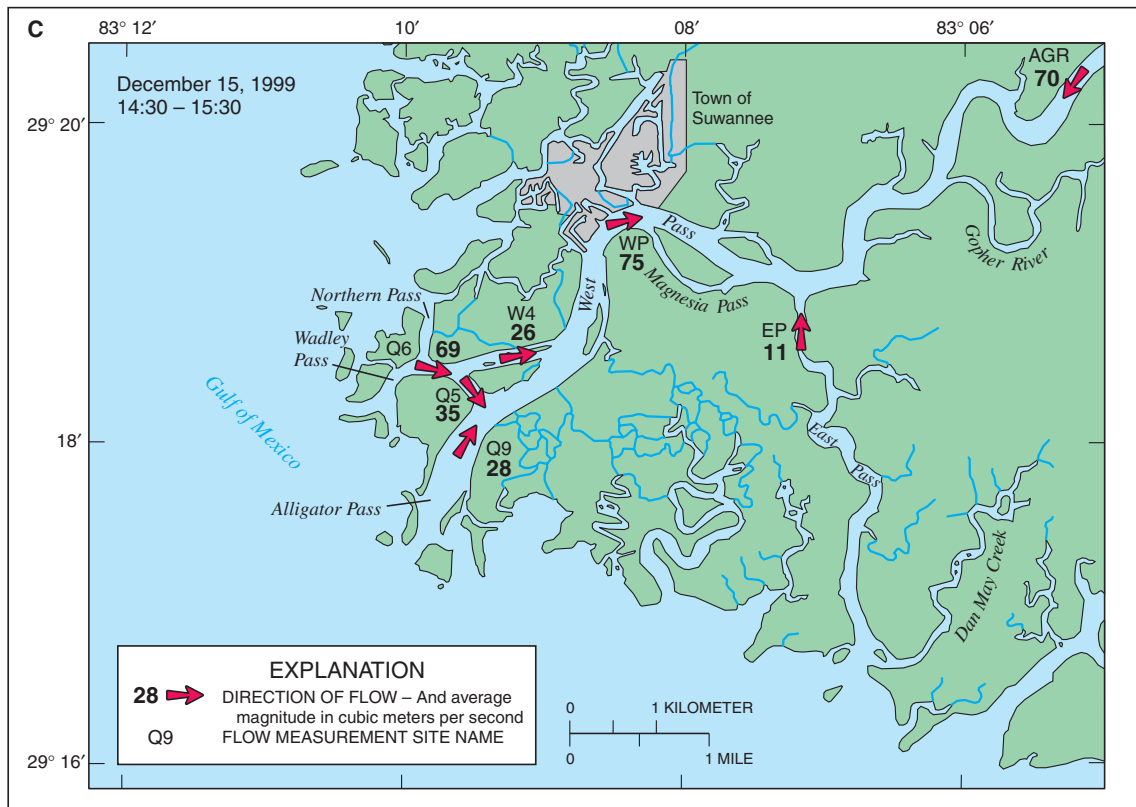 C
83° 12′ 10′ 08′ 83° 06′
December 15, 1999
14:30 – 15:30
AGR
70
Town of
Suwannee
29° 20′
Pass
Gopher River
WP
75
Magnesia Pass
West
Northern Pass
W4
26
EP
11
Wadley
Pass
Q6
69
Q5
35
Gulf of Mexico
18′
East Pass
Q9
28
Alligator Pass
Dan May Creek
EXPLANATION
28 DIRECTION OF FLOW – And average
magnitude in cubic meters per second
Q9 FLOW MEASUREMENT SITE NAME
0 1 KILOMETER
0 1 MILE
29° 16′